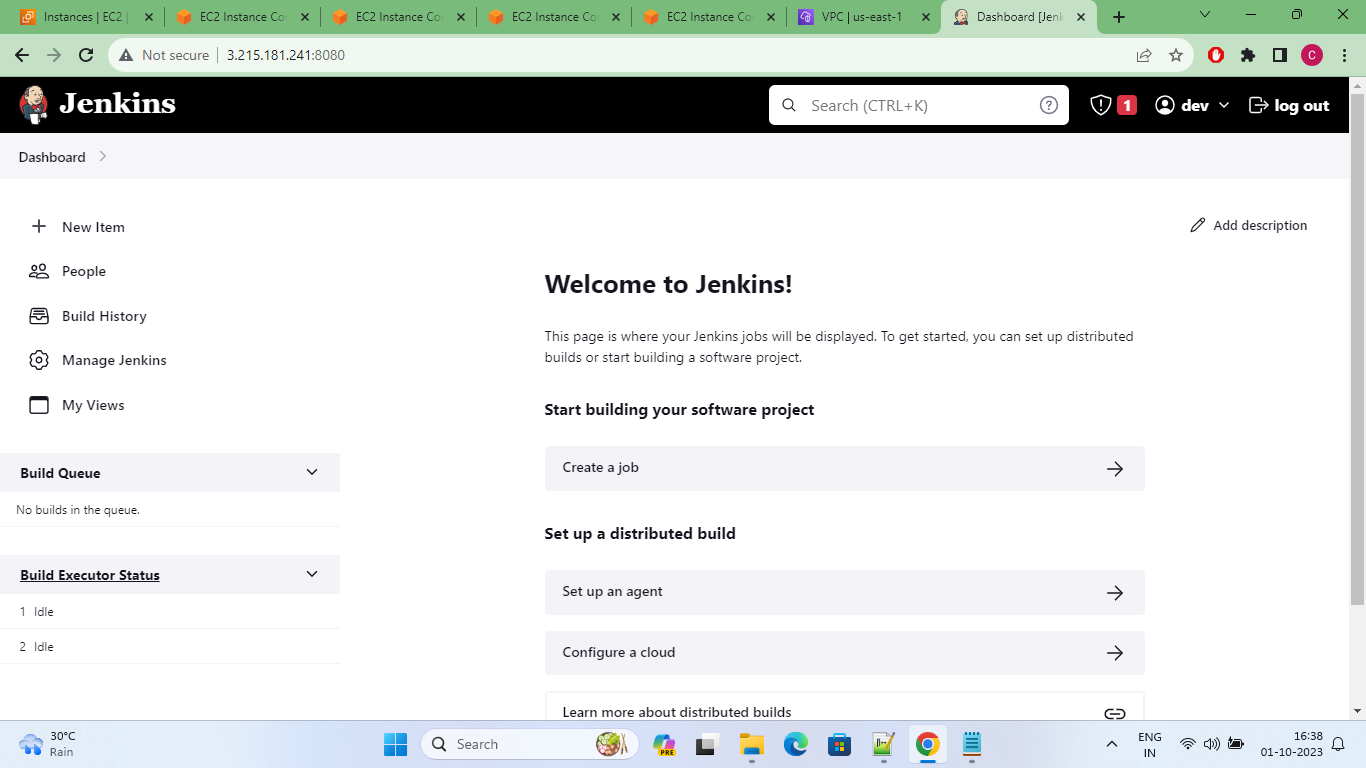 Instances | EC2 |
EC2 Instance Co
EC2 Instance Co
EC2 Instance Co
EC2 Instance Co
VPC | us-east-1
Dashboard [Jenk
Not secure
3.215.181.241:8080
C
Jenkins
Search (CTRL+K)
1
dev
log out
Dashboard
New Item
People
Build History
Manage Jenkins
My Views
Build Queue
No builds in the queue.
Build Executor Status
1 Idle
2 Idle
Add description
Welcome to Jenkins!
This page is where your Jenkins jobs will be displayed. To get started, you can set up distributed
builds or start building a software project.
Start building your software project
Create a job
Set up a distributed build
Set up an agent
Configure a cloud
Learn more about distributed builds
30°C
Rain
Search
PRE
ENG
IN
16:38
01-10-2023